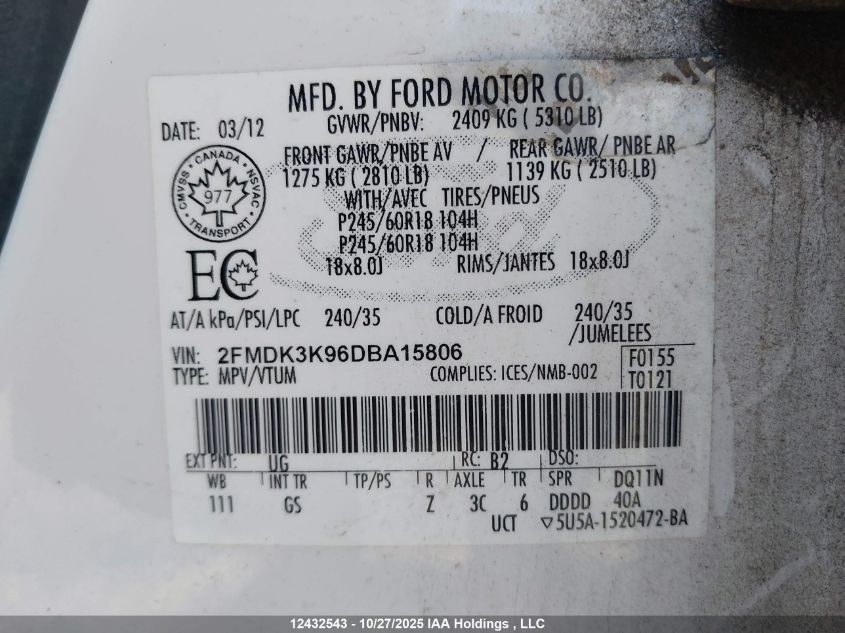 MFD. BY FORD MOTOR CO.
DATE: 03/12 GVWR/PNBV: 2409 KG ( 5310 LB)
FRONT GAWR/PNBE AV / REAR GAWR/ PNBE AR
1275 KG ( 2810 LB) 1139 KG ( 2510 LB)
WITH/AVEC TIRES/PNEUS
P245/60R18 104H
P245/60R18 104H
18x8.0J RIMS/JANTES 18x8.0J
CANADA
CMVSS 977 NSVAC
TRANSPORT
EC
AT/A kPa/PSI/LPC 240/35 COLD/A FROID 240/35
/JUMELEES
VIN: 2FMDK3K96DBA15806 F0155
TYPE: MPV/VTUM COMPLIES: ICES/NMB-002 T0121
EXT PNT: UG RC: B2 DSO:
WB INT TR TP/PS R AXLE TR SPR DQ11N
111 GS Z 3C 6 DDDD 40A
UCT ▽5U5A-1520472-BA
12432543 - 10/27/2025 IAA Holdings , LLC